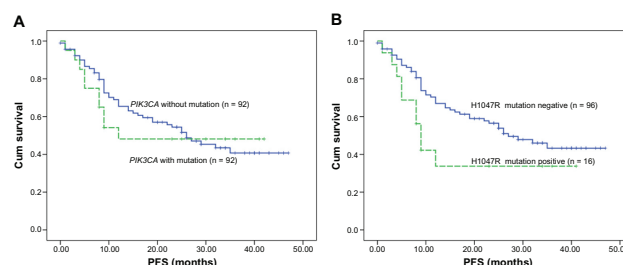 A
Cum survival
1.0
0.8
0.6
0.4
0.2
0.0
PIK3CA without mutation (n = 92)
PIK3CA with mutation (n = 92)
0.00 10.00 20.00 30.00 40.00 50.00
PFS (months)
B
Cum survival
1.0
0.8
0.6
0.4
0.2
0.0
H1047R mutation negative (n = 96)
H1047R mutation positive (n = 16)
0.00 10.00 20.00 30.00 40.00 50.00
PFS (months)